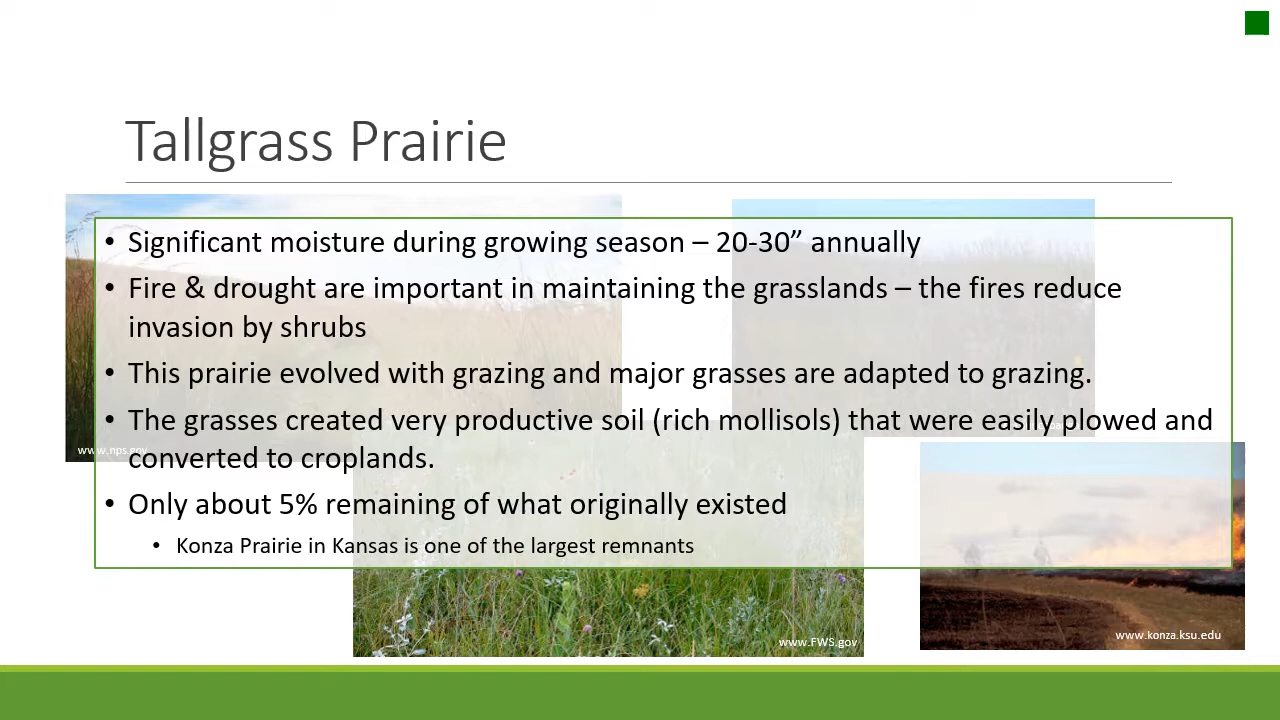 Tallgrass Prairie
• Significant moisture during growing season – 20-30” annually
• Fire & drought are important in maintaining the grasslands – the fires reduce
invasion by shrubs
• This prairie evolved with grazing and major grasses are adapted to grazing.
• The grasses created very productive soil (rich mollisols) that were easily plowed and
converted to croplands.
• Only about 5% remaining of what originally existed
• Konza Prairie in Kansas is one of the largest remnants
www.nps.gov
www.FWS.gov
www.konza.ksu.edu